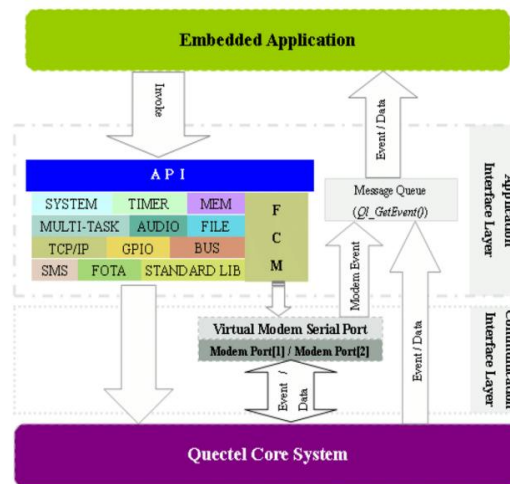 Embedded Application
Invoke
Event / Data
API
SYSTEM TIMER MEM
MULTI-TASK AUDIO FILE
TCP/IP GPIO BUS
SMS FOTA STANDARD LIB
F
C
M
Message Queue
(Ql_GetEvent())
Application
Interface Layer
Modem Event
Event / Data
Virtual Modem Serial Port
Modem Port[1] / Modem Port[2]
Event / Data
Communication
Interface Layer
Quectel Core System